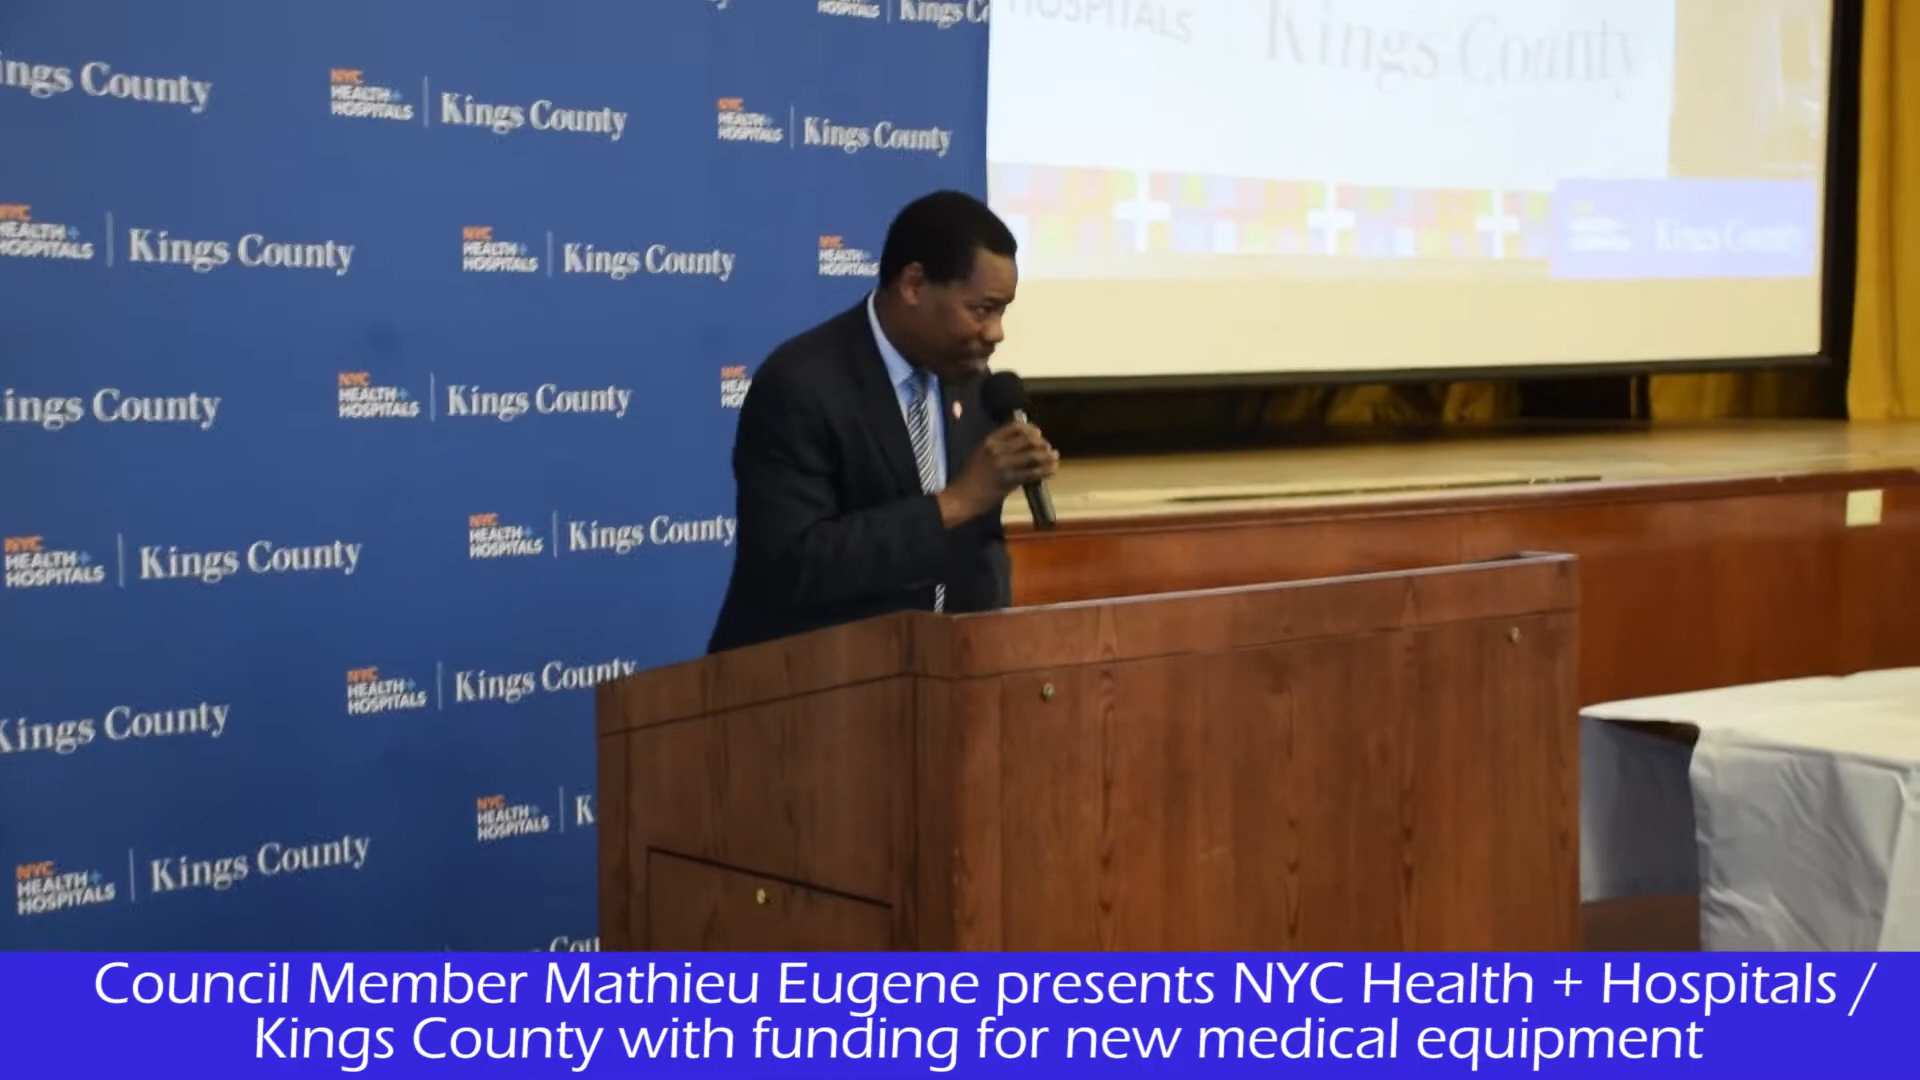 HOSPITALS Kings County
HOSPITALS Kings
ings County
NYC
HEALTH+
HOSPITALS
Kings County
NYC
HEALTH+
HOSPITALS
Kings County
NYC
HEALTH+
HOSPITALS
Kings County
NYC
HEALTH+
HOSPITALS
Kings County
NYC
HEALTH+
HOSPITALS
Kings County
ings County
NYC
HEALTH+
HOSPITALS
Kings County
NYC
HEALTH+
HOSPITALS
Kings County
NYC
HEALTH+
HOSPITALS
Kings County
Kings County
NYC
HEALTH+
HOSPITALS
Kings County
NYC
HEALTH+
HOSPITALS
K
NYC
HEALTH+
HOSPITALS
Kings County
Council Member Mathieu Eugene presents NYC Health + Hospitals /
Kings County with funding for new medical equipment